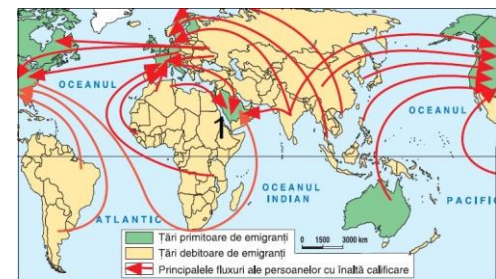 OCEANUL
OCEANUL
1
OCEANUL
INDIAN
ATLANTIC
PACIFIC
Țări primitoare de emigranți
Țări debitoare de emigranți
Principalele fluxuri ale persoanelor cu înaltă calificare
0 1500 3000 km